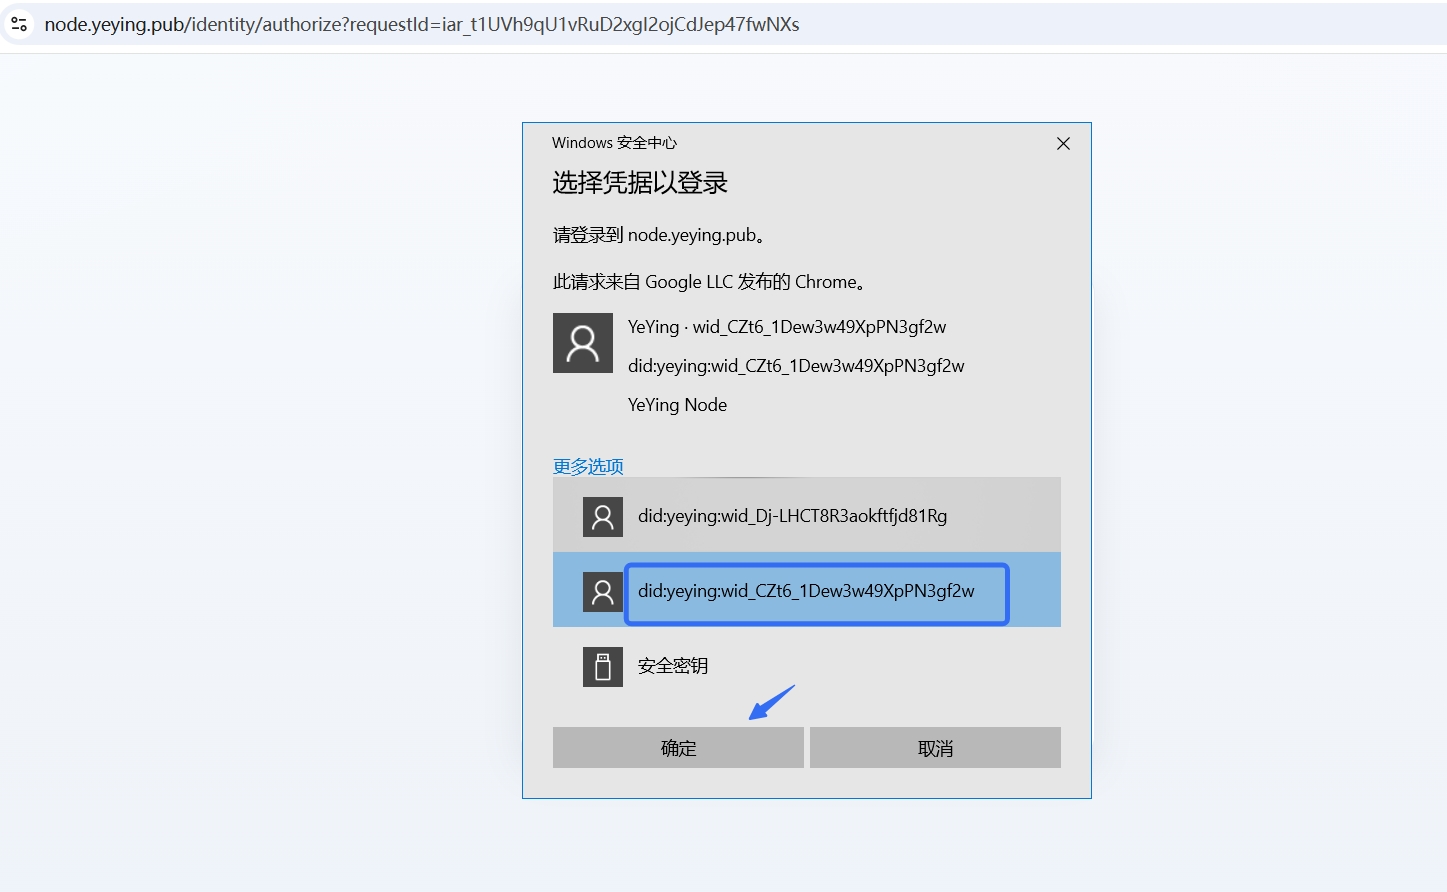 node.yeying.pub/identity/authorize?requestId=iar_t1UVh9qU1vRuD2xgI2ojCdJep47fwNXs
Windows 安全中心
选择凭据以登录
请登录到 node.yeying.pub。
此请求来自 Google LLC 发布的 Chrome。
YeYing · wid_CZt6_1Dew3w49XpPN3gf2w
did:yeying:wid_CZt6_1Dew3w49XpPN3gf2w
YeYing Node
更多选项
did:yeying:wid_Dj-LHCT8R3aokftfjd81Rg
did:yeying:wid_CZt6_1Dew3w49XpPN3gf2w
安全密钥
确定
取消